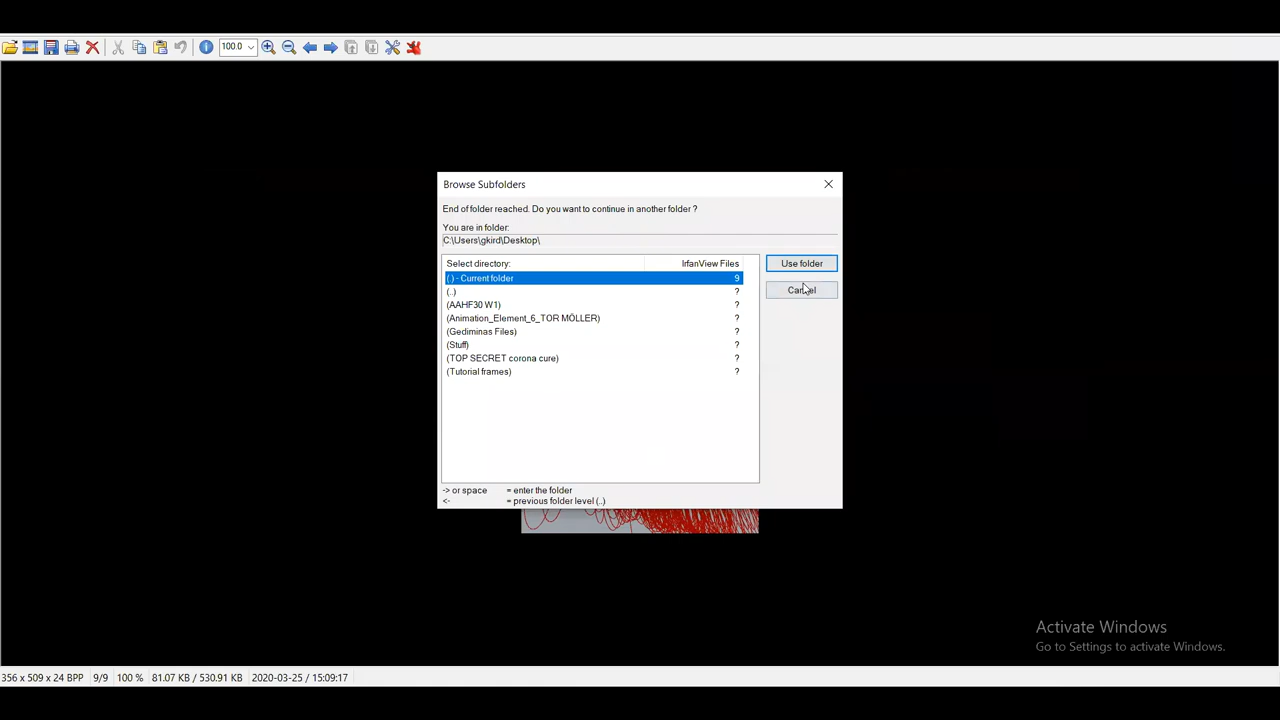 100.0
Browse Subfolders
End of folder reached. Do you want to continue in another folder ?
You are in folder:
C:\Users\gkird\Desktop\
Select directory: IrfanView Files
( ) - Current folder 9
(..) ?
(AAHF30 W1) ?
(Animation_Element_6_TOR MÖLLER) ?
(Gediminas Files) ?
(Stuff) ?
(TOP SECRET corona cure) ?
(Tutorial frames) ?
Use folder
Cancel
-> or space = enter the folder
<- = previous folder level (..)
Activate Windows
Go to Settings to activate Windows.
356 x 509 x 24 BPP 9/9 100 % 81.07 KB / 530.91 KB 2020-03-25 / 15:09:17